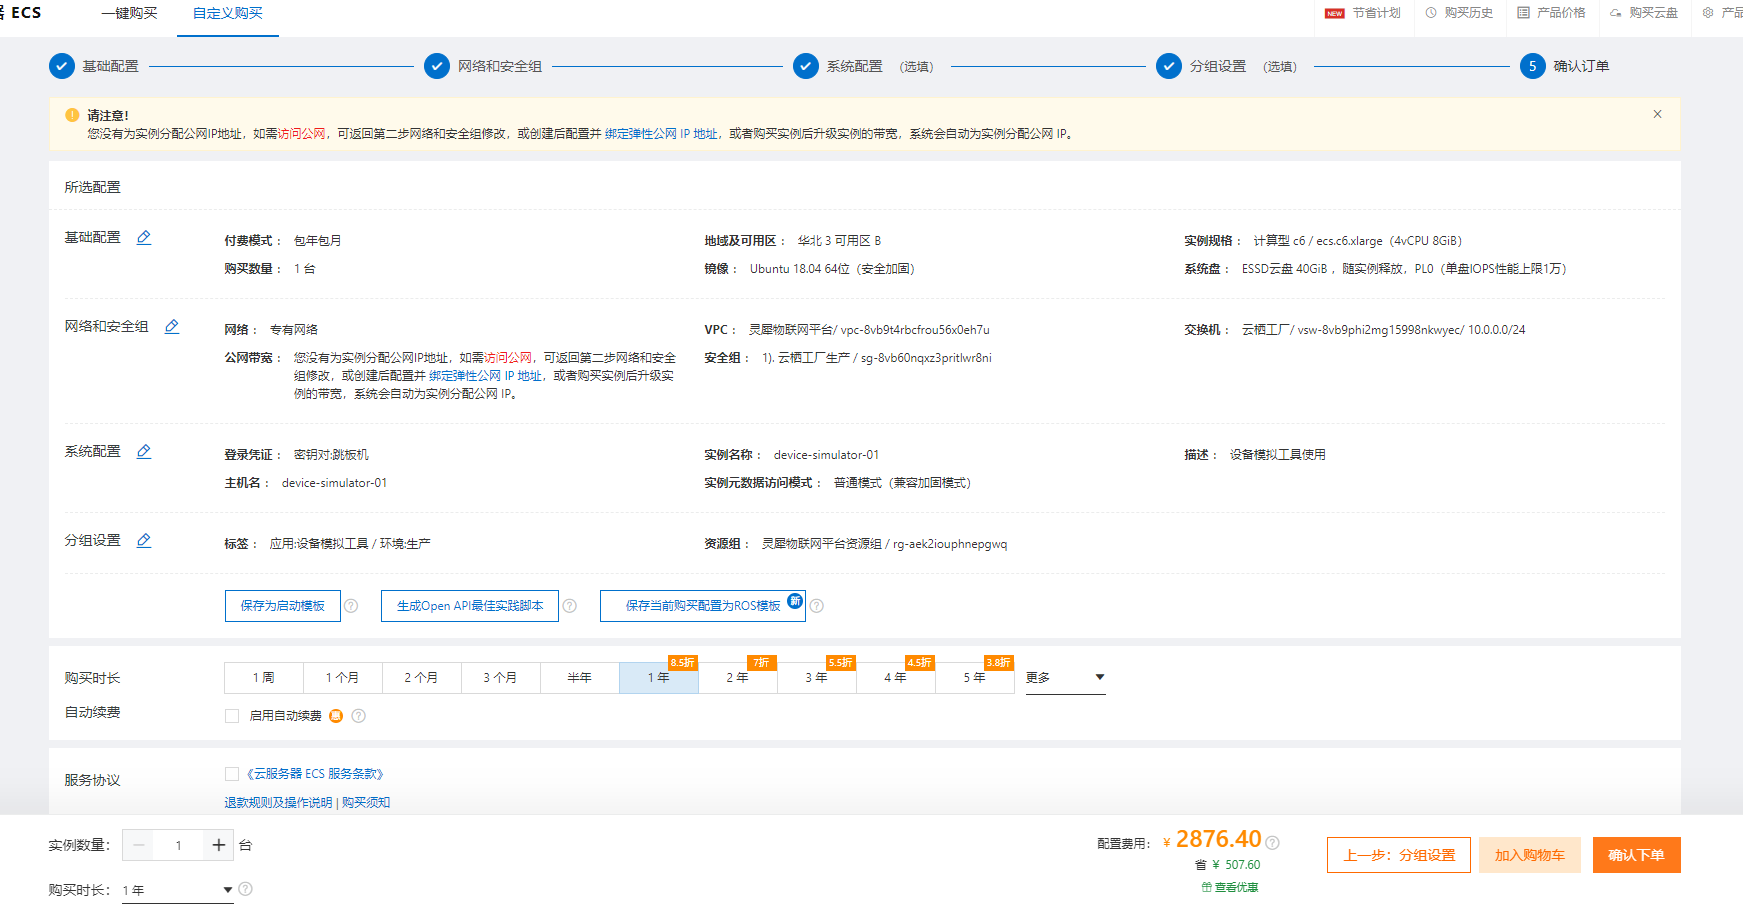 ECS
一键购买
自定义购买
NEW 节省计划
购买历史
产品价格
购买云盘
基础配置
网络和安全组
系统配置 (选填)
分组设置 (选填)
5 确认订单
请注意!
您没有为实例分配公网IP地址，如需访问公网，可返回第二步网络和安全组修改，或创建后配置并 绑定弹性公网 IP 地址，或者购买实例后升级实例的带宽，系统会自动为实例分配公网 IP。
所选配置
基础配置
付费模式： 包年包月
地域及可用区： 华北 3 可用区 B
实例规格： 计算型 c6 / ecs.c6.xlarge（4vCPU 8GiB）
购买数量： 1 台
镜像： Ubuntu 18.04 64位（安全加固）
系统盘： ESSD云盘 40GiB ，随实例释放，PL0（单盘IOPS性能上限1万）
网络和安全组
网络： 专有网络
VPC： 灵犀物联网平台/ vpc-8vb9t4rbcfrou56x0eh7u
交换机： 云栖工厂/ vsw-8vb9phi2mg15998nkwyec/ 10.0.0.0/24
公网带宽： 您没有为实例分配公网IP地址，如需访问公网，可返回第二步网络和安全
组修改，或创建后配置并 绑定弹性公网 IP 地址，或者购买实例后升级实
例的带宽，系统会自动为实例分配公网 IP。
安全组： 1). 云栖工厂生产 / sg-8vb60nqxz3pritlwr8ni
系统配置
登录凭证： 密钥对:跳板机
实例名称： device-simulator-01
描述： 设备模拟工具使用
主机名： device-simulator-01
实例元数据访问模式： 普通模式（兼容加固模式）
分组设置
标签： 应用:设备模拟工具 / 环境:生产
资源组： 灵犀物联网平台资源组 / rg-aek2iouphnepgwq
保存为启动模板 ?
生成Open API最佳实践脚本 ?
保存当前购买配置为ROS模板 新 ?
购买时长
1 周
1 个月
2 个月
3 个月
半年
1 年 8.5折
2 年 7折
3 年 5.5折
4 年 4.5折
5 年 3.8折
更多
自动续费
启用自动续费 惠 ?
服务协议
《云服务器 ECS 服务条款》
退款规则及操作说明 | 购买须知
实例数量： 1 台
购买时长： 1 年 ?
配置费用： ¥ 2876.40 ?
省 ¥ 507.60
查看优惠
上一步：分组设置
加入购物车
确认下单